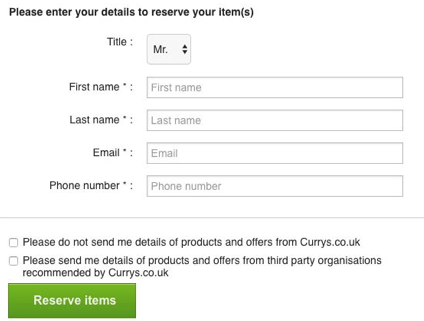 Please enter your details to reserve your item(s)
Title :
Mr.
First name * :
First name
Last name * :
Last name
Email * :
Email
Phone number * :
Phone number
Please do not send me details of products and offers from Currys.co.uk
Please send me details of products and offers from third party organisations
recommended by Currys.co.uk
Reserve items